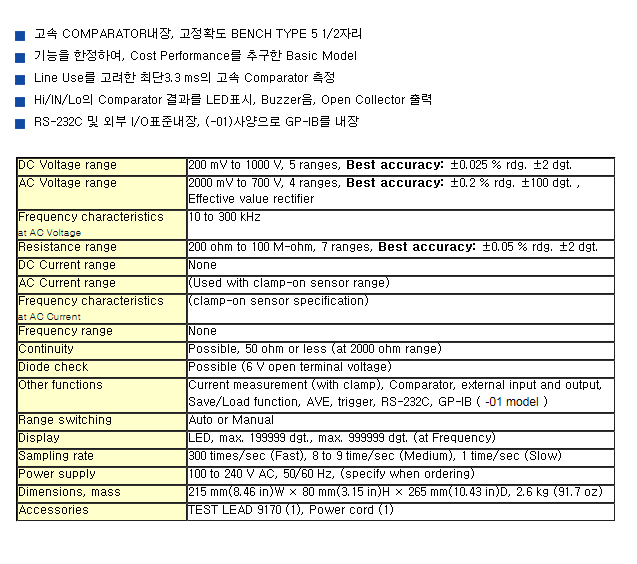 고속 COMPARATOR내장, 고정확도 BENCH TYPE 5 1/2자리
기능을 한정하여, Cost Performance를 추구한 Basic Model
Line Use를 고려한 최단3.3 ms의 고속 Comparator 측정
Hi/IN/Lo의 Comparator 결과를 LED표시, Buzzer음, Open Collector 출력
RS-232C 및 외부 I/O표준내장, (-01)사양으로 GP-IB를 내장
DC Voltage range 200 mV to 1000 V, 5 ranges, Best accuracy: ±0.025 % rdg. ±2 dgt.
AC Voltage range 2000 mV to 700 V, 4 ranges, Best accuracy: ±0.2 % rdg. ±100 dgt. ,
Effective value rectifier
Frequency characteristics 10 to 300 kHz
at AC Voltage
Resistance range 200 ohm to 100 M-ohm, 7 ranges, Best accuracy: ±0.05 % rdg. ±2 dgt.
DC Current range None
AC Current range (Used with clamp-on sensor range)
Frequency characteristics (clamp-on sensor specification)
at AC Current
Frequency range None
Continuity Possible, 50 ohm or less (at 2000 ohm range)
Diode check Possible (6 V open terminal voltage)
Other functions Current measurement (with clamp), Comparator, external input and output,
Save/Load function, AVE, trigger, RS-232C, GP-IB ( -01 model )
Range switching Auto or Manual
Display LED, max. 199999 dgt., max. 999999 dgt. (at Frequency)
Sampling rate 300 times/sec (Fast), 8 to 9 time/sec (Medium), 1 time/sec (Slow)
Power supply 100 to 240 V AC, 50/60 Hz, (specify when ordering)
Dimensions, mass 215 mm(8.46 in)W × 80 mm(3.15 in)H × 265 mm(10.43 in)D, 2.6 kg (91.7 oz)
Accessories TEST LEAD 9170 (1), Power cord (1)